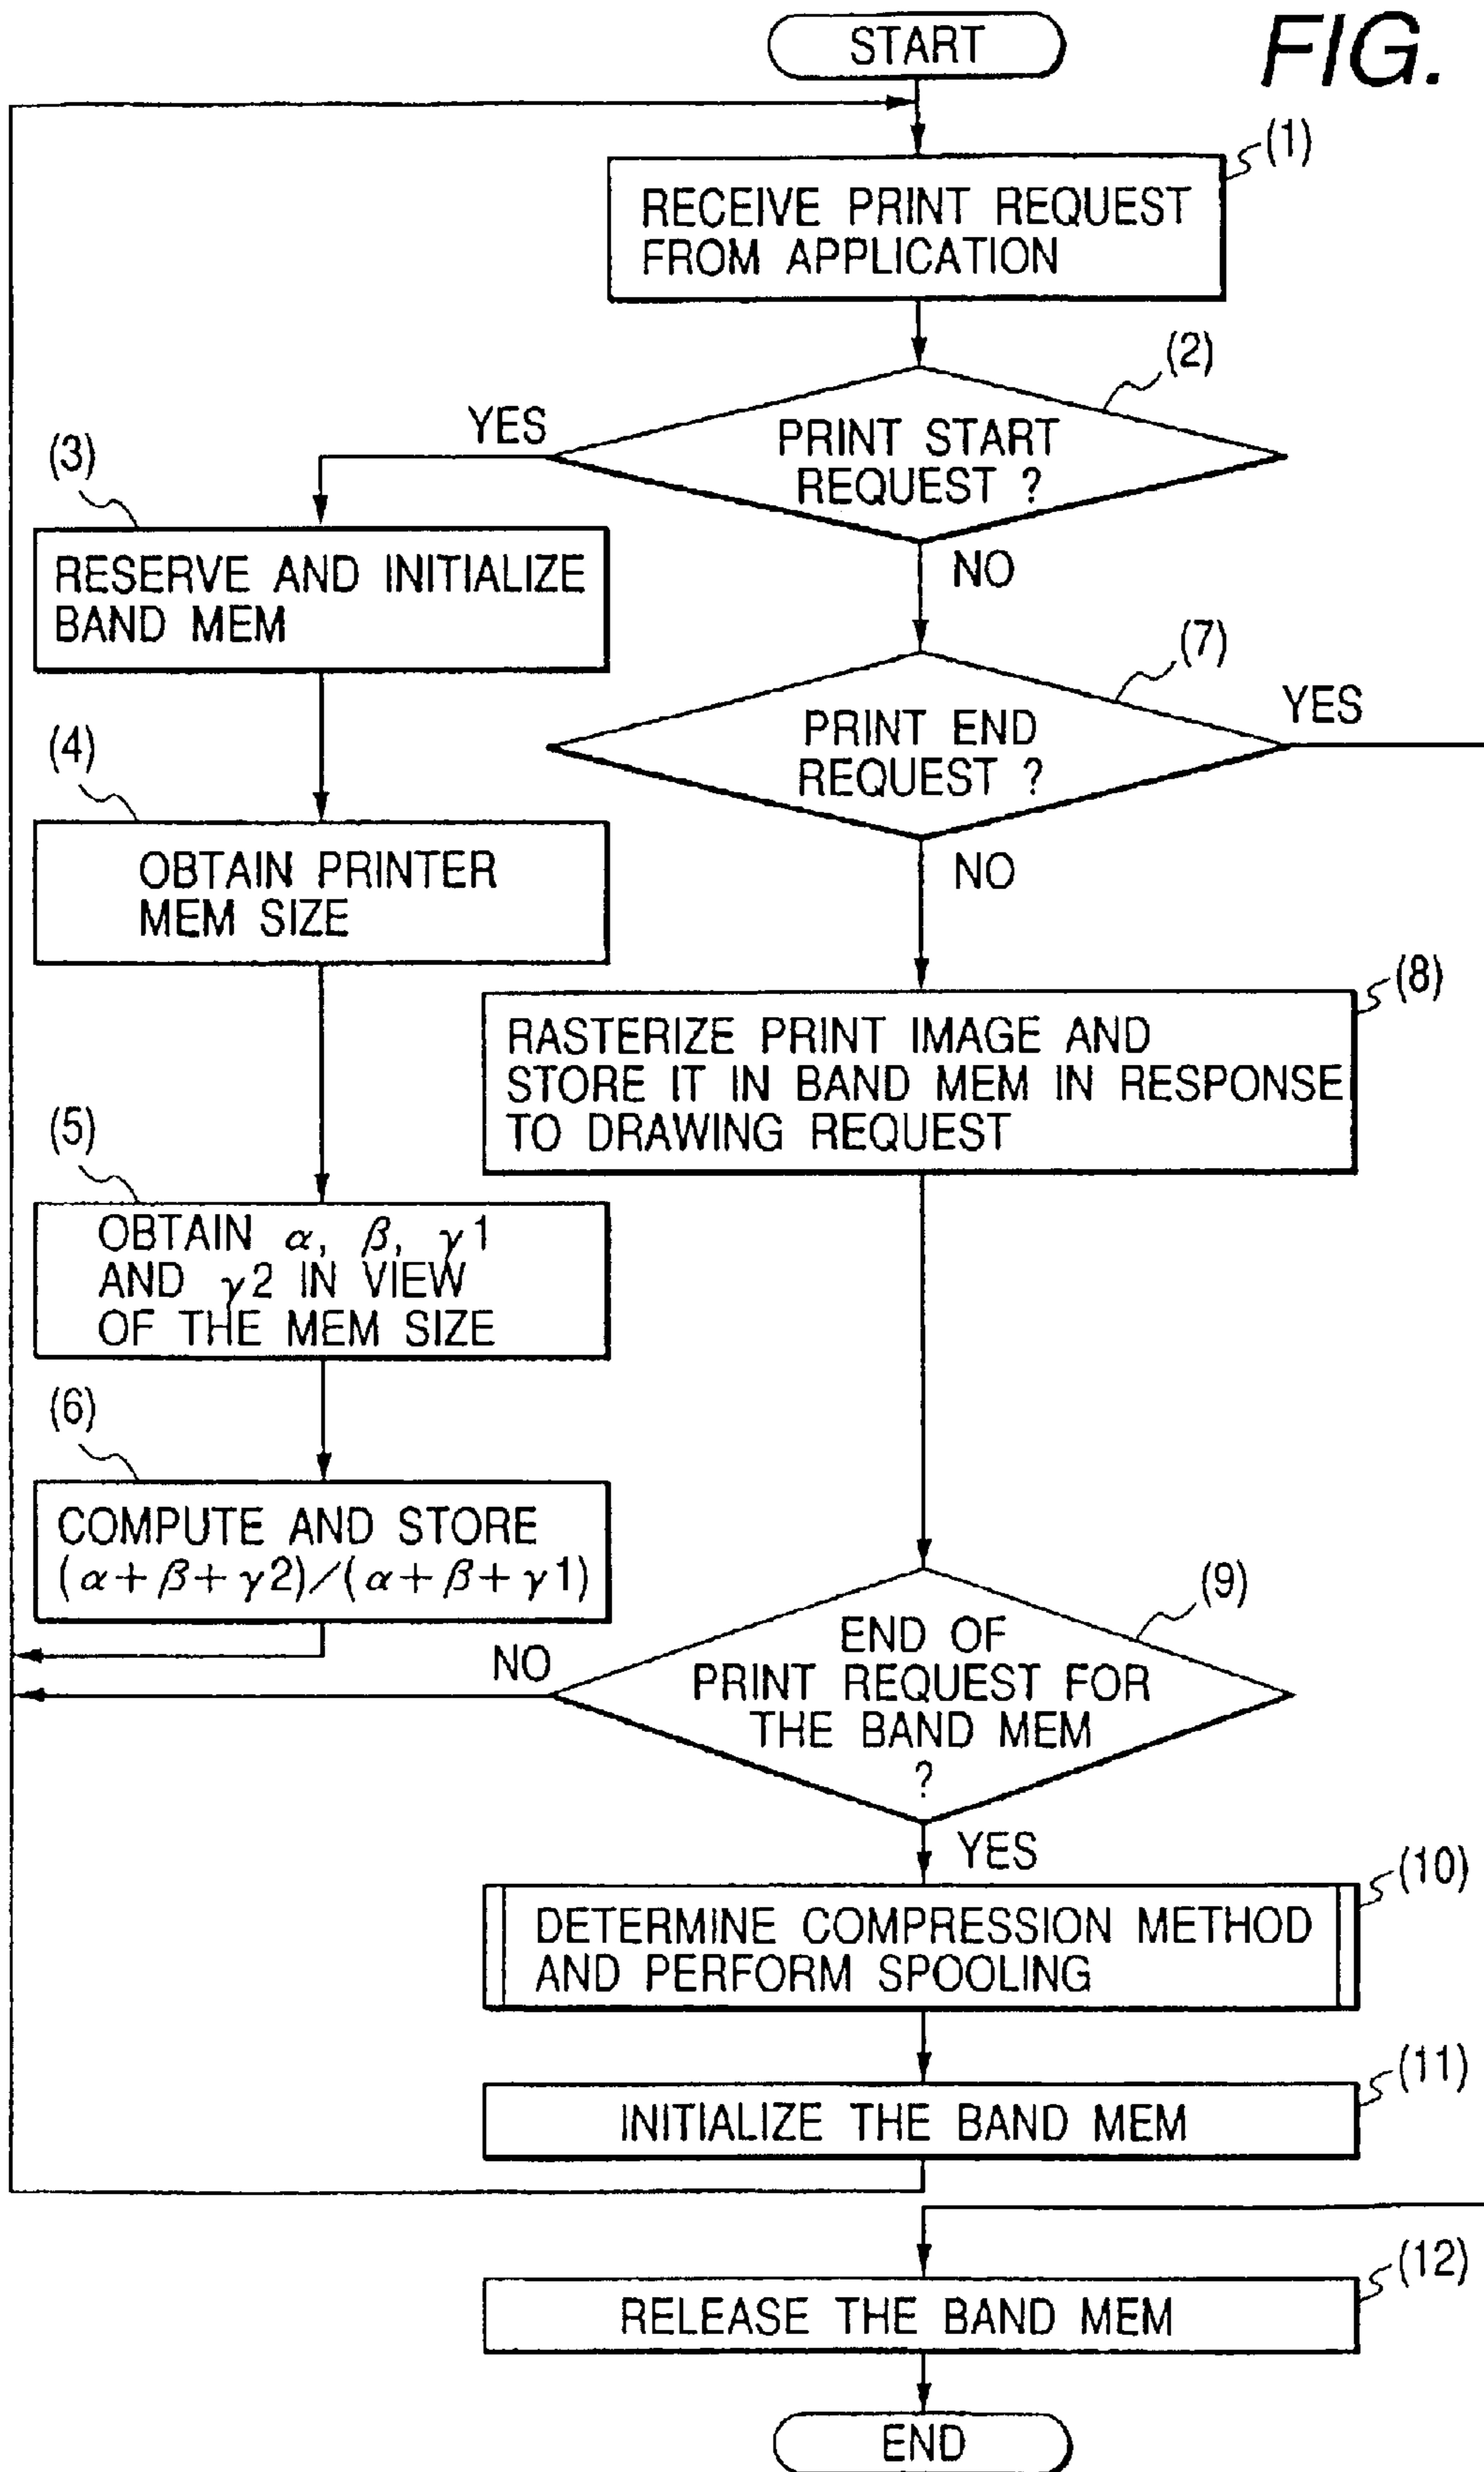 FIG.
START
(1)
RECEIVE PRINT REQUEST
FROM APPLICATION
(2)
PRINT START
REQUEST ?
YES
NO
(3)
RESERVE AND INITIALIZE
BAND MEM
(4)
OBTAIN PRINTER
MEM SIZE
(5)
OBTAIN α, β, γ1
AND γ2 IN VIEW
OF THE MEM SIZE
(6)
COMPUTE AND STORE
(α+β+γ2)/(α+β+γ1)
(7)
PRINT END
REQUEST ?
YES
NO
(8)
RASTERIZE PRINT IMAGE AND
STORE IT IN BAND MEM IN RESPONSE
TO DRAWING REQUEST
(9)
END OF
PRINT REQUEST FOR
THE BAND MEM
?
NO
YES
(10)
DETERMINE COMPRESSION METHOD
AND PERFORM SPOOLING
(11)
INITIALIZE THE BAND MEM
(12)
RELEASE THE BAND MEM
END